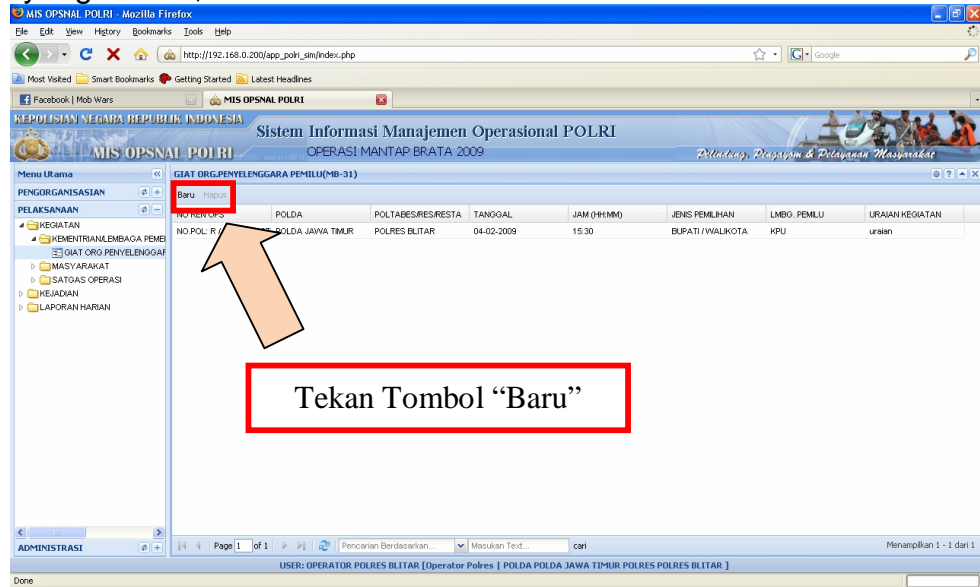 MIS OPSNAL POLRI - Mozilla Firefox
File Edit View History Bookmarks Tools Help
http://192.168.0.200/app_polri_sim/index.php
Google
Most Visited Smart Bookmarks Getting Started Latest Headlines
Facebook | Mob Wars MIS OPSNAL POLRI
KEPOLISIAN NEGARA REPUBLIK INDONESIA
MIS OPSNAL POLRI
Sistem Informasi Manajemen Operasional POLRI
OPERASI MANTAP BRATA 2009
Pelindung, Pengayom & Pelayanan Masyarakat
Menu Utama
GIAT ORG.PENYELENGGARA PEMILU(MB-31)
PENGORGANISASIAN
Baru Hapus
PELAKSANAAN
NO REN OPS POLDA POLTABES/RES/RESTA TANGGAL JAM (HH:MM) JENIS PEMILIHAN LMBG. PEMILU URAIAN KEGIATAN
NO.POL: R / POLDA JAWA TIMUR POLRES BLITAR 04-02-2009 15:30 BUPATI / WALIKOTA KPU uraian
KEGIATAN
KEMENTRIAN/LEMBAGA PEME
GIAT ORG.PENYELENGGAR
MASYARAKAT
SATGAS OPERASI
KEJADIAN
LAPORAN HARIAN
Tekan Tombol “Baru”
ADMINISTRASI
Page 1 of 1 Pencarian Berdasarkan... Masukan Text... cari Menampilkan 1 - 1 dari 1
USER: OPERATOR POLRES BLITAR [Operator Polres | POLDA POLDA JAWA TIMUR POLRES POLRES BLITAR ]
Done